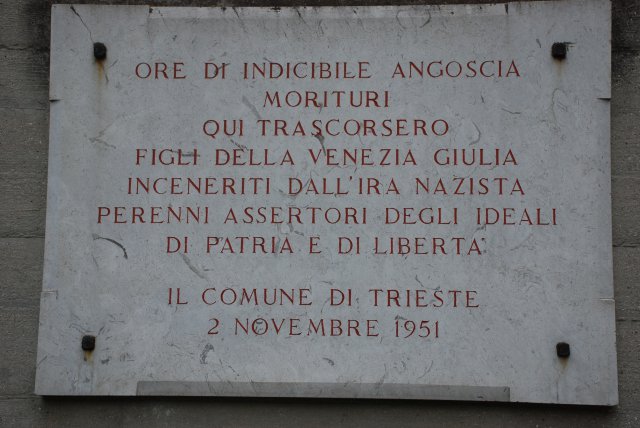 ORE DI INDICIBILE ANGOSCIA
MORITURI
QUI TRASCORSERO
FIGLI DELLA VENEZIA GIULIA
INCENERITI DALL'IRA NAZISTA
PERENNI ASSERTORI DEGLI IDEALI
DI PATRIA E DI LIBERTA'
IL COMUNE DI TRIESTE
2 NOVEMBRE 1951